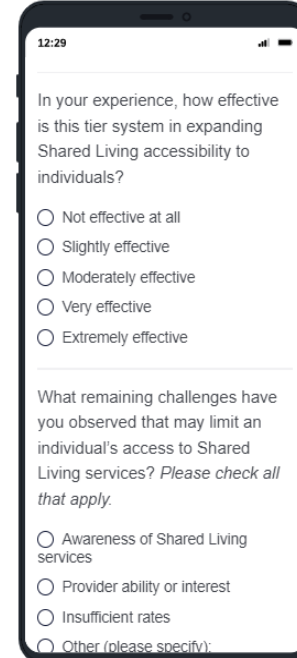 12:29
In your experience, how effective
is this tier system in expanding
Shared Living accessibility to
individuals?
Not effective at all
Slightly effective
Moderately effective
Very effective
Extremely effective
What remaining challenges have
you observed that may limit an
individual's access to Shared
Living services? Please check all
that apply.
Awareness of Shared Living
services
Provider ability or interest
Insufficient rates
Other (please specify):